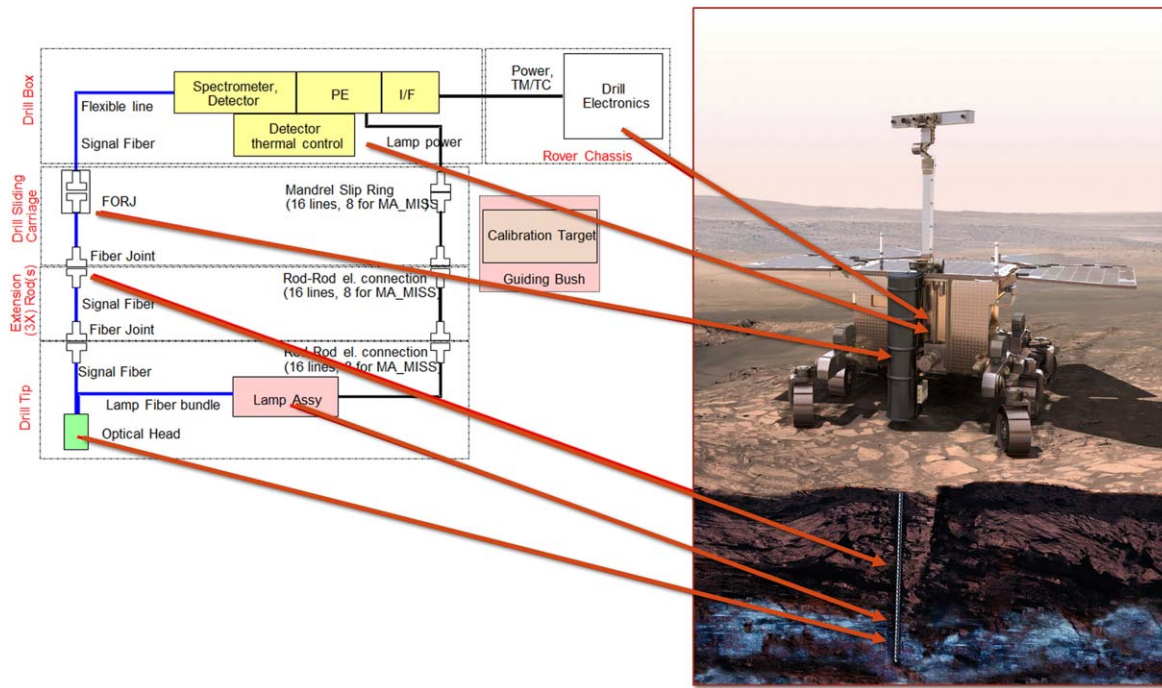 Drill Box
Flexible line
Signal Fiber
Spectrometer,
Detector
PE
I/F
Detector
thermal control
Lamp power
Power,
TM/TC
Drill
Electronics
Rover Chassis
Drill Sliding
Carriage
FORJ
Fiber Joint
Mandrel Slip Ring
(16 lines, 8 for MA_MISS
Calibration Target
Guiding Bush
Extension
(3X) Rod(s)
Signal Fiber
Fiber Joint
Rod-Rod el. connection
(16 lines, 8 for MA_MISS)
Drill Tip
Signal Fiber
Rod-Rod el. connection
(16 lines, 8 for MA_MISS)
Lamp Fiber bundle
Lamp Assy
Optical Head